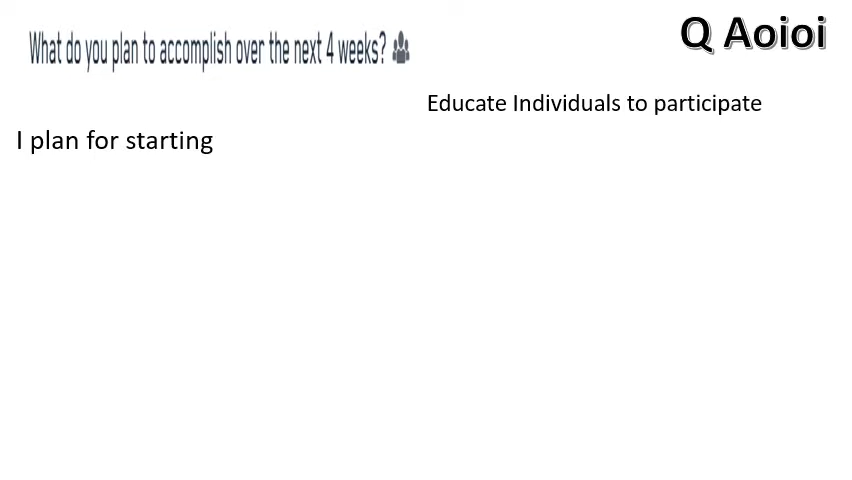 What do you plan to accomplish over the next 4 weeks?
Q Aoioi
Educate Individuals to participate
I plan for starting